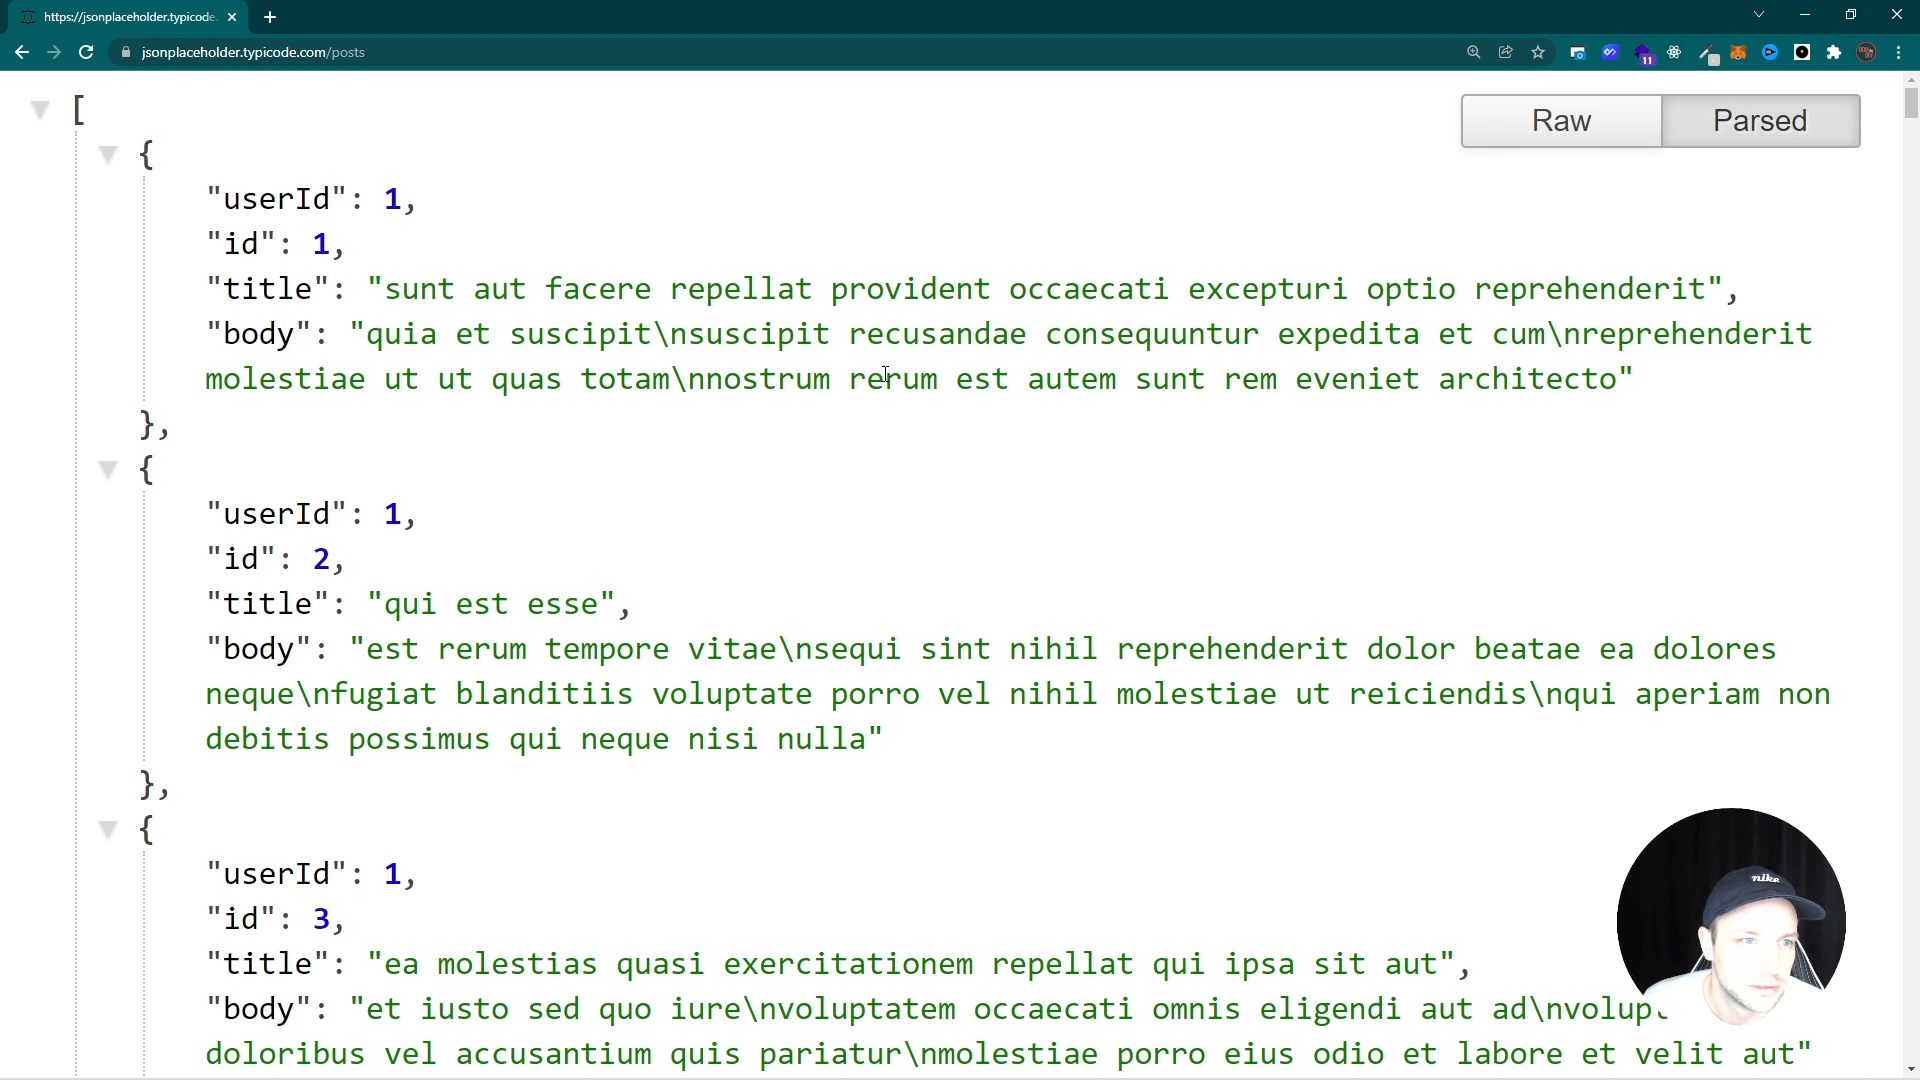 https://jsonplaceholder.typicode.
jsonplaceholder.typicode.com/posts
11
[
Raw
Parsed
{
"userId": 1,
"id": 1,
"title": "sunt aut facere repellat provident occaecati excepturi optio reprehenderit",
"body": "quia et suscipit\nsuscipit recusandae consequuntur expedita et cum\nreprehenderit
molestiae ut ut quas totam\nnostrum rerum est autem sunt rem eveniet architecto"
},
{
"userId": 1,
"id": 2,
"title": "qui est esse",
"body": "est rerum tempore vitae\nsequi sint nihil reprehenderit dolor beatae ea dolores
neque\nfugiat blanditiis voluptate porro vel nihil molestiae ut reiciendis\nqui aperiam non
debitis possimus qui neque nisi nulla"
},
{
"userId": 1,
"id": 3,
"title": "ea molestias quasi exercitationem repellat qui ipsa sit aut",
"body": "et iusto sed quo iure\nvoluptatem occaecati omnis eligendi aut ad\nvolupt
doloribus vel accusantium quis pariatur\nmolestiae porro eius odio et labore et velit aut"
nike